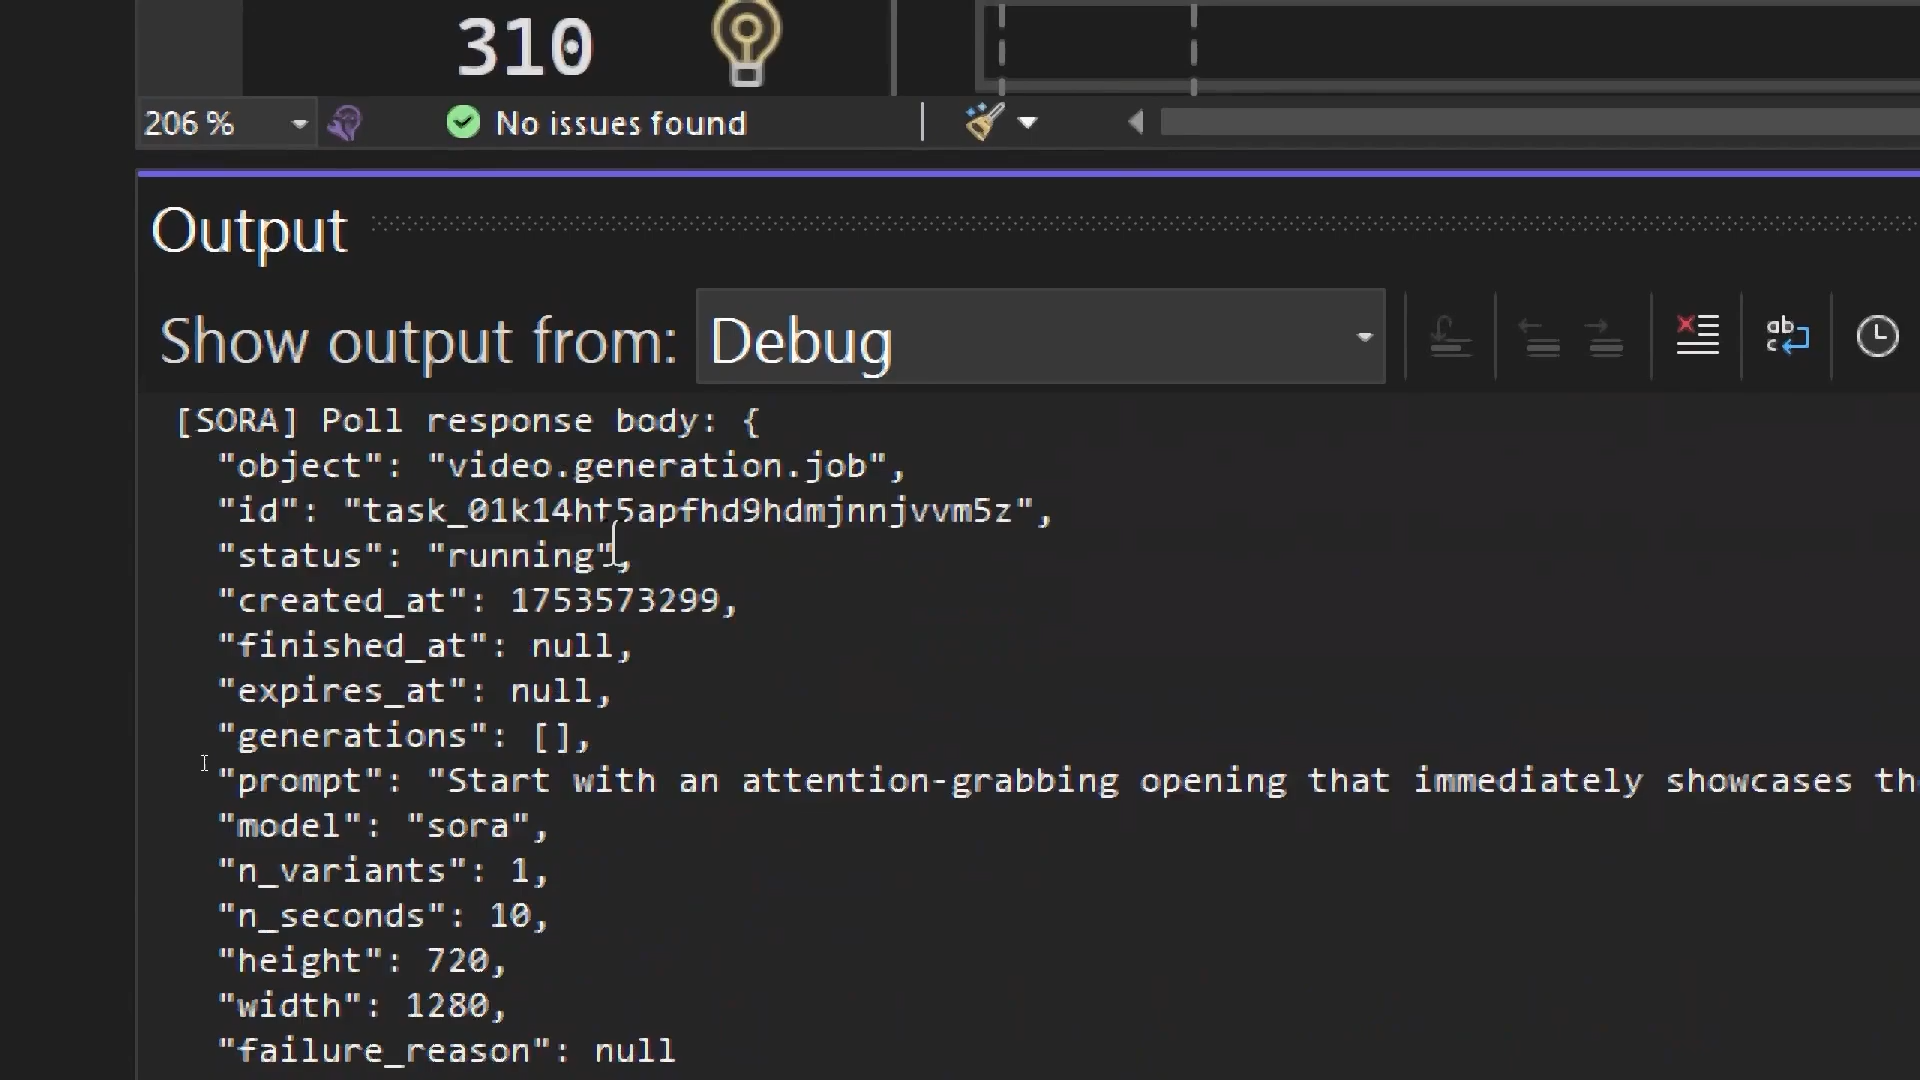 310
206 %
No issues found
Output
Show output from: Debug
[SORA] Poll response body: {
"object": "video.generation.job",
"id": "task_01k14ht5apfhd9hdmjnnjvvm5z",
"status": "running",
"created_at": 1753573299,
"finished_at": null,
"expires_at": null,
"generations": [],
"prompt": "Start with an attention-grabbing opening that immediately showcases th
"model": "sora",
"n_variants": 1,
"n_seconds": 10,
"height": 720,
"width": 1280,
"failure_reason": null